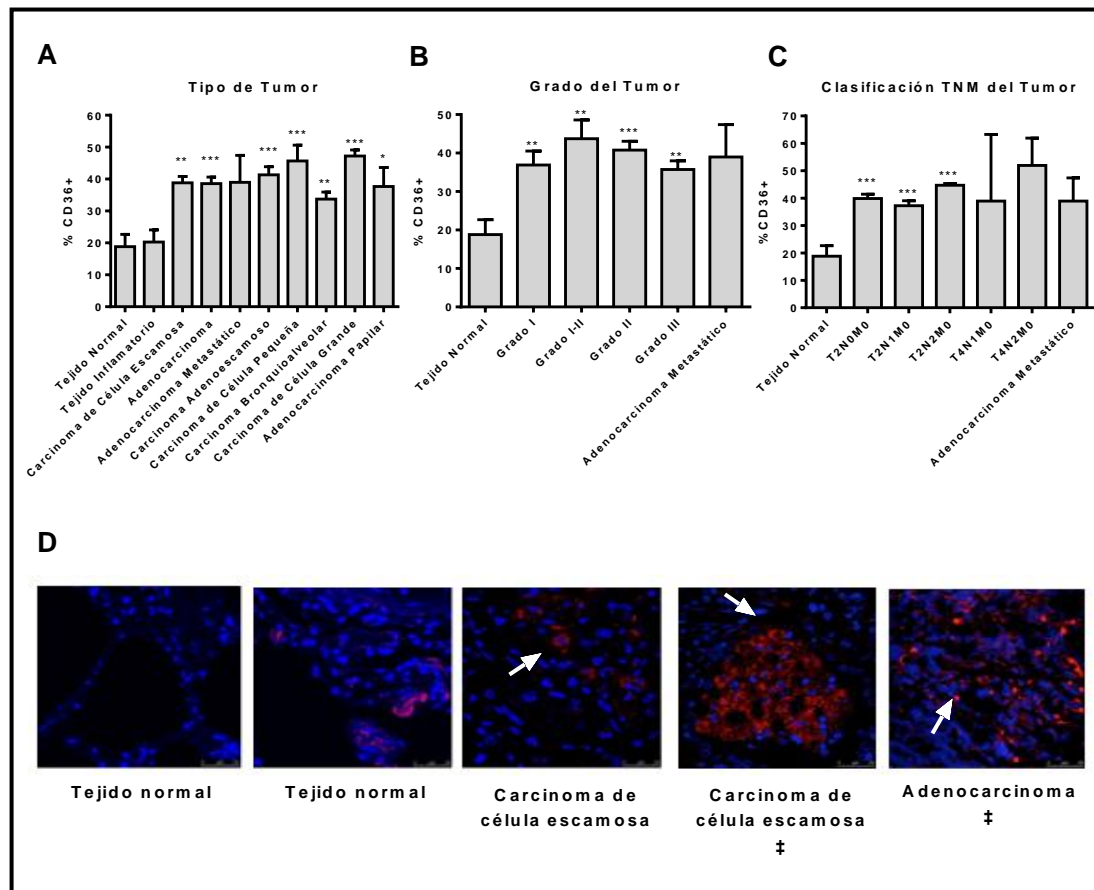 A
Tipo de Tumor
% CD36+
60
50
40
30
20
10
0
**
***
***
***
**
***
*
Tejido Normal
Tejido Inflamatorio
Carcinoma de Célula Escamosa
Adenocarcinoma
Adenocarcinoma Metastático
Carcinoma Adenoescamoso
Carcinoma de Célula Pequeña
Carcinoma Bronquioalveolar
Carcinoma de Célula Grande
Adenocarcinoma Papilar
B
Grado del Tumor
% CD36+
50
40
30
20
10
0
**
**
***
**
Tejido Normal
Grado I
Grado I-II
Grado II
Grado III
Adenocarcinoma Metastático
C
Clasificación TNM del Tumor
%CD36+
70
60
50
40
30
20
10
0
***
***
***
Tejido Normal
T2N0M0
T2N1M0
T2N2M0
T4N1M0
T4N2M0
Adenocarcinoma Metastático
D
Tejido normal
Tejido normal
Carcinoma de
célula escamosa
Carcinoma de
célula escamosa
‡
Adenocarcinoma
‡